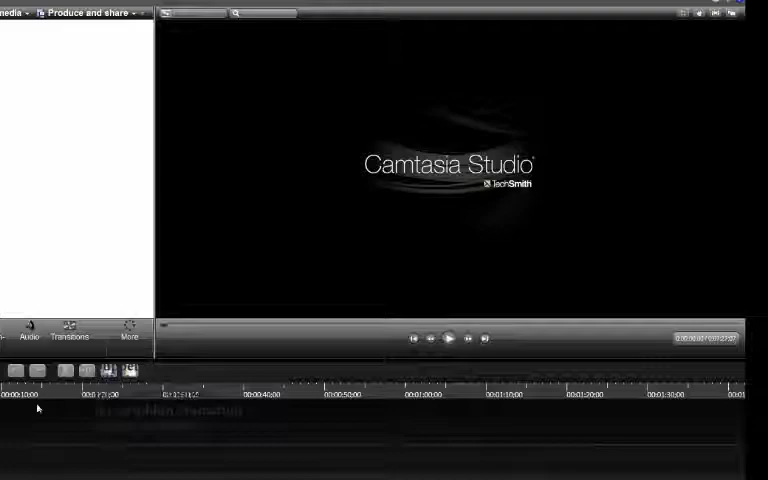 media
Produce and share
Camtasia Studio
TechSmith
Audio
Transitions
More
00:00:10;00
00:00:40;00
00:00:50;00
00:01:00;00
00:01:10;00
00:01:20;00
00:01:30;00